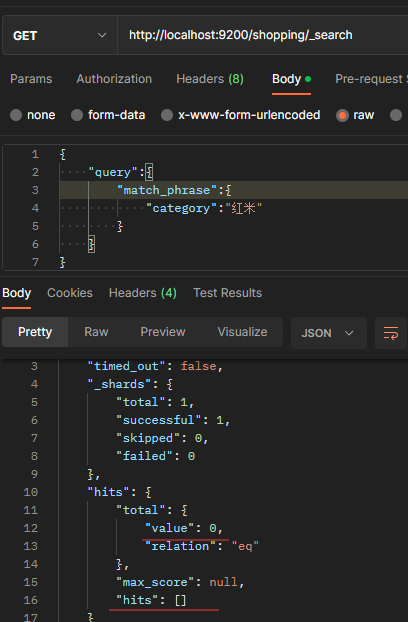 GET http://localhost:9200/shopping/_search
Params Authorization Headers (8) Body Pre-request S
none form-data x-www-form-urlencoded raw
1 {
2 "query":{
3 "match_phrase":{
4 "category":"红米"
5 }
6 }
7 }
Body Cookies Headers (4) Test Results
Pretty Raw Preview Visualize JSON
3 "timed_out": false,
4 "_shards": {
5 "total": 1,
6 "successful": 1,
7 "skipped": 0,
8 "failed": 0
9 },
10 "hits": {
11 "total": {
12 "value": 0,
13 "relation": "eq"
14 },
15 "max_score": null,
16 "hits": []
17 }